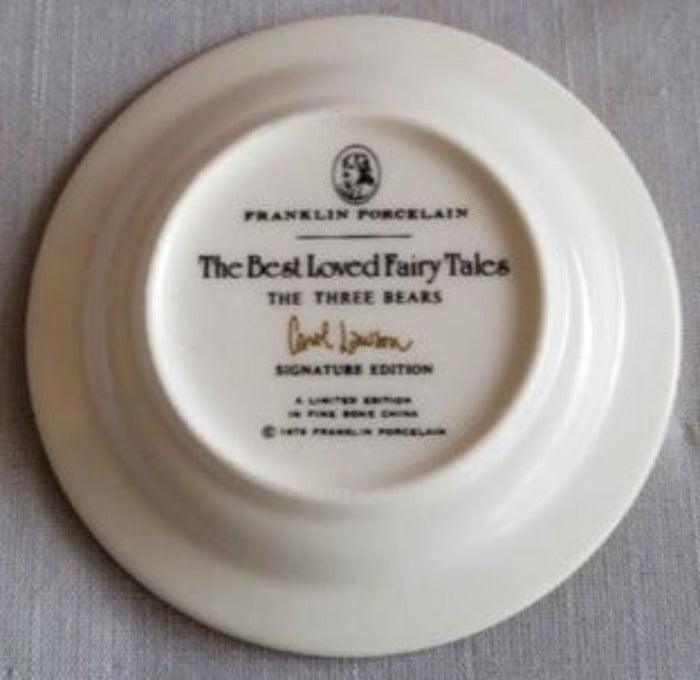 FRANKLIN PORCELAIN
The Best Loved Fairy Tales
THE THREE BEARS
Carol Lawson
SIGNATURE EDITION
A LIMITED EDITION
IN FINE BONE CHINA
© 1979 FRANKLIN PORCELAIN